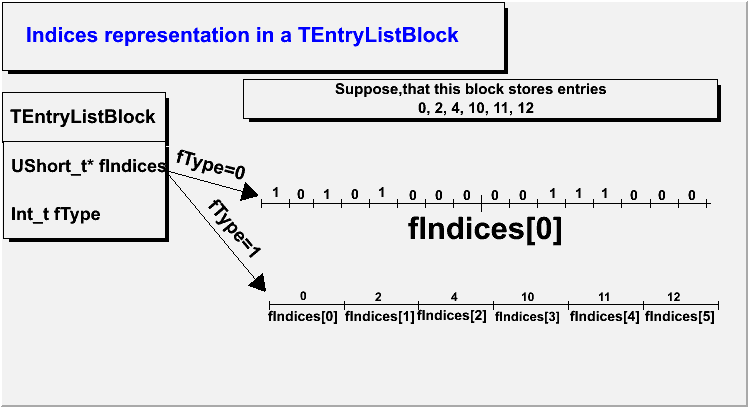 Indices representation in a TEntryListBlock
Suppose,that this block stores entries
0, 2, 4, 10, 11, 12
TEntryListBlock
UShort_t* fIndices
Int_t fType
fType=0
fType=1
1 0 1 0 1 0 0 0 0 0 1 1 1 0 0 0
fIndices[0]
0 2 4 10 11 12
fIndices[0] fIndices[1] fIndices[2] fIndices[3] fIndices[4] fIndices[5]